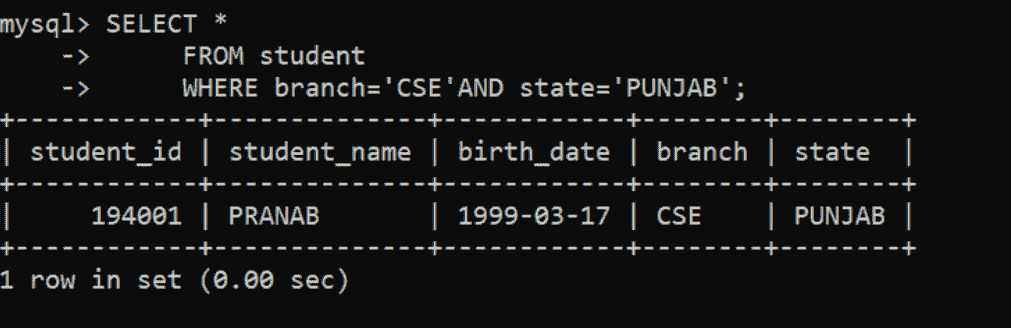 mysql> SELECT *
    ->      FROM student
    ->      WHERE branch='CSE'AND state='PUNJAB';
+------------+--------------+------------+--------+--------+
| student_id | student_name | birth_date | branch | state  |
+------------+--------------+------------+--------+--------+
|     194001 | PRANAB       | 1999-03-17 | CSE    | PUNJAB |
+------------+--------------+------------+--------+--------+
1 row in set (0.00 sec)